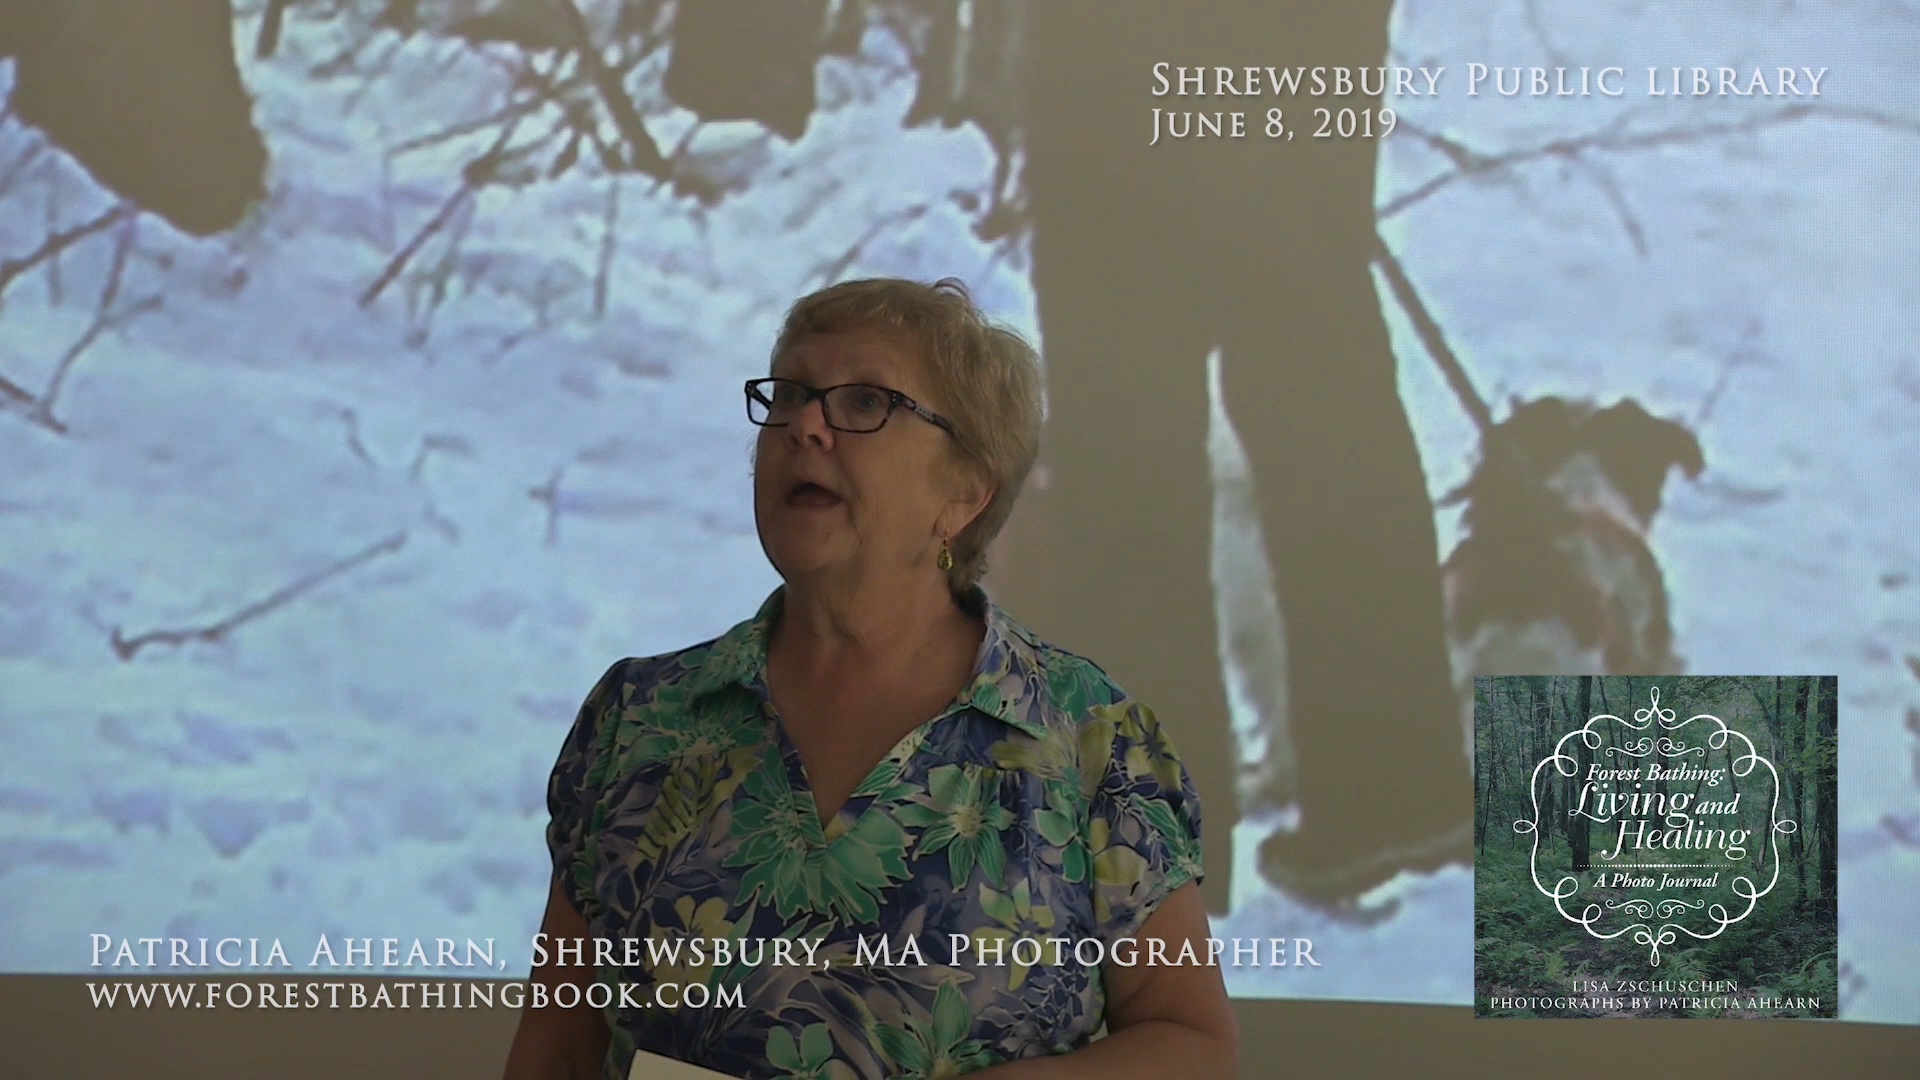 Shrewsbury Public library
June 8, 2019
Forest Bathing:
Living and
Healing
A Photo Journal
LISA ZSCHUSCHEN
PHOTOGRAPHS BY PATRICIA AHEARN
Patricia Ahearn, Shrewsbury, MA Photographer
www.forestbathingbook.com